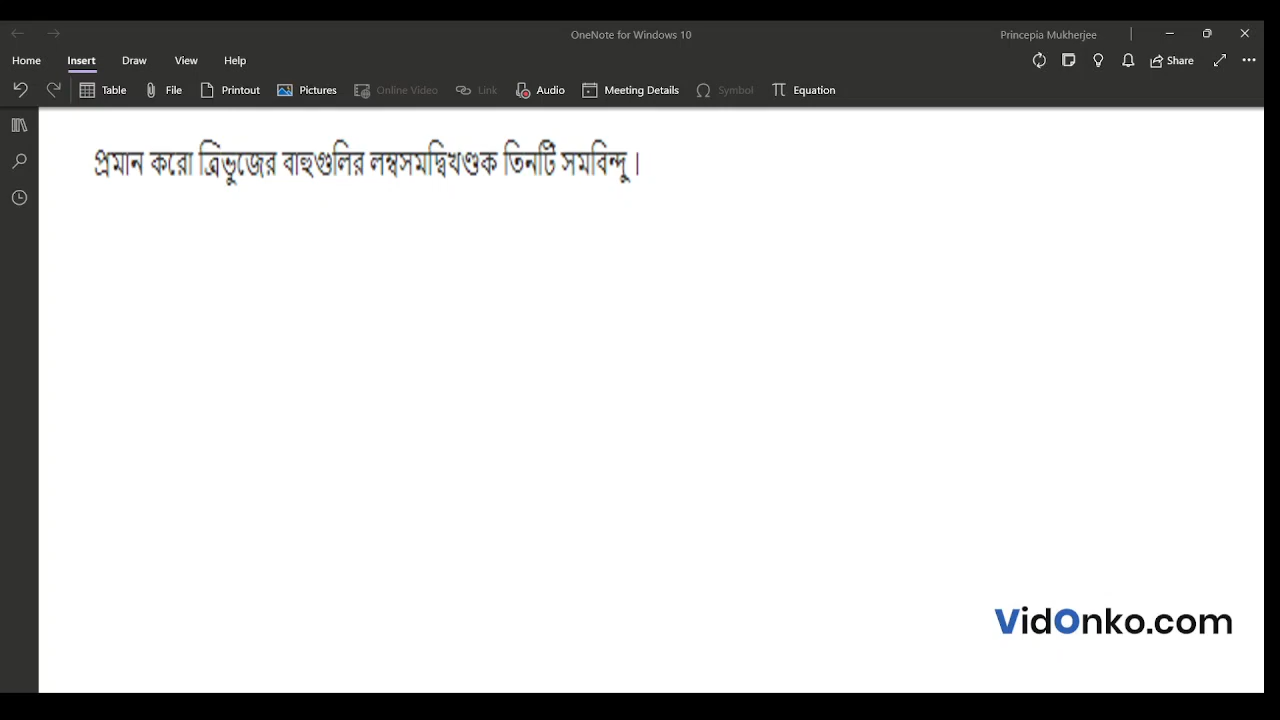 OneNote for Windows 10
Princepia Mukherjee
Home Insert Draw View Help
Share
Table File Printout Pictures Online Video Link Audio Meeting Details Symbol Equation
প্রমান করো ত্রিভুজের বাহুগুলির লম্বসমদ্বিখণ্ডক তিনটি সমবিন্দু।
VidOnko.com